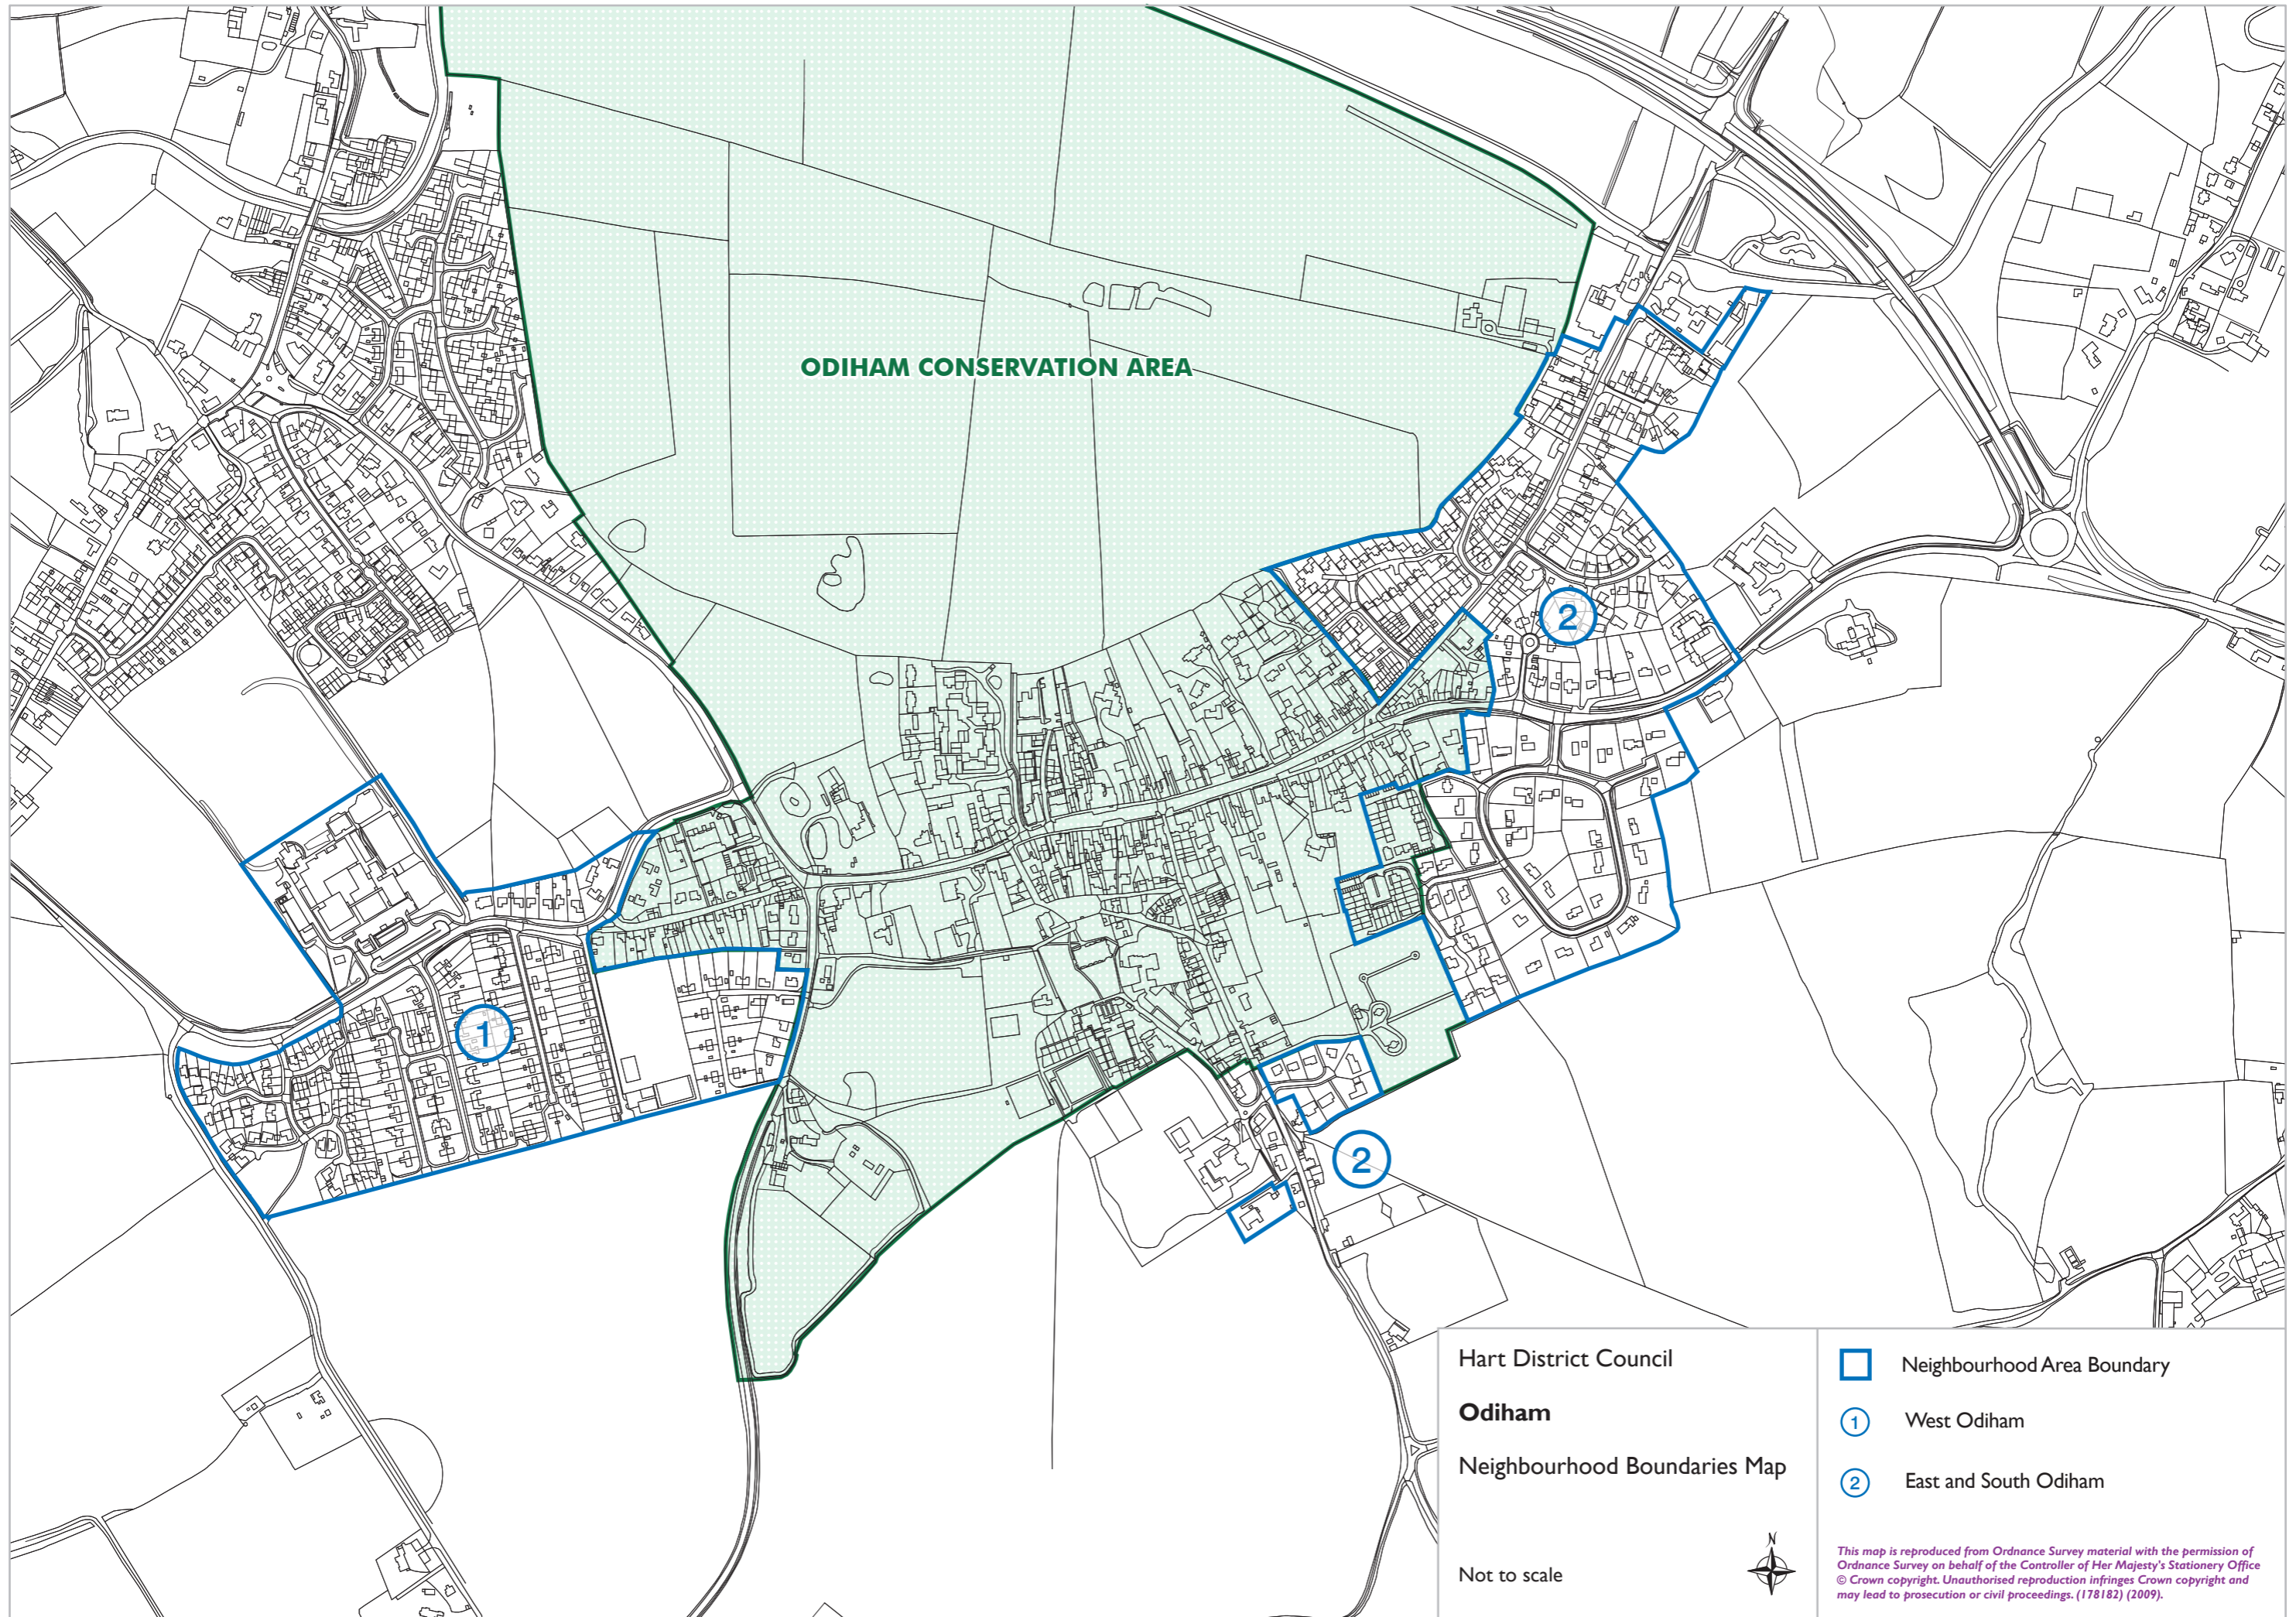 ODIHAM CONSERVATION AREA
2
1
2
Hart District Council
Odiham
Neighbourhood Boundaries Map
Not to scale
N
Neighbourhood Area Boundary
1 West Odiham
2 East and South Odiham
This map is reproduced from Ordnance Survey material with the permission of
Ordnance Survey on behalf of the Controller of Her Majesty's Stationery Office
© Crown copyright. Unauthorised reproduction infringes Crown copyright and
may lead to prosecution or civil proceedings. (178182) (2009).